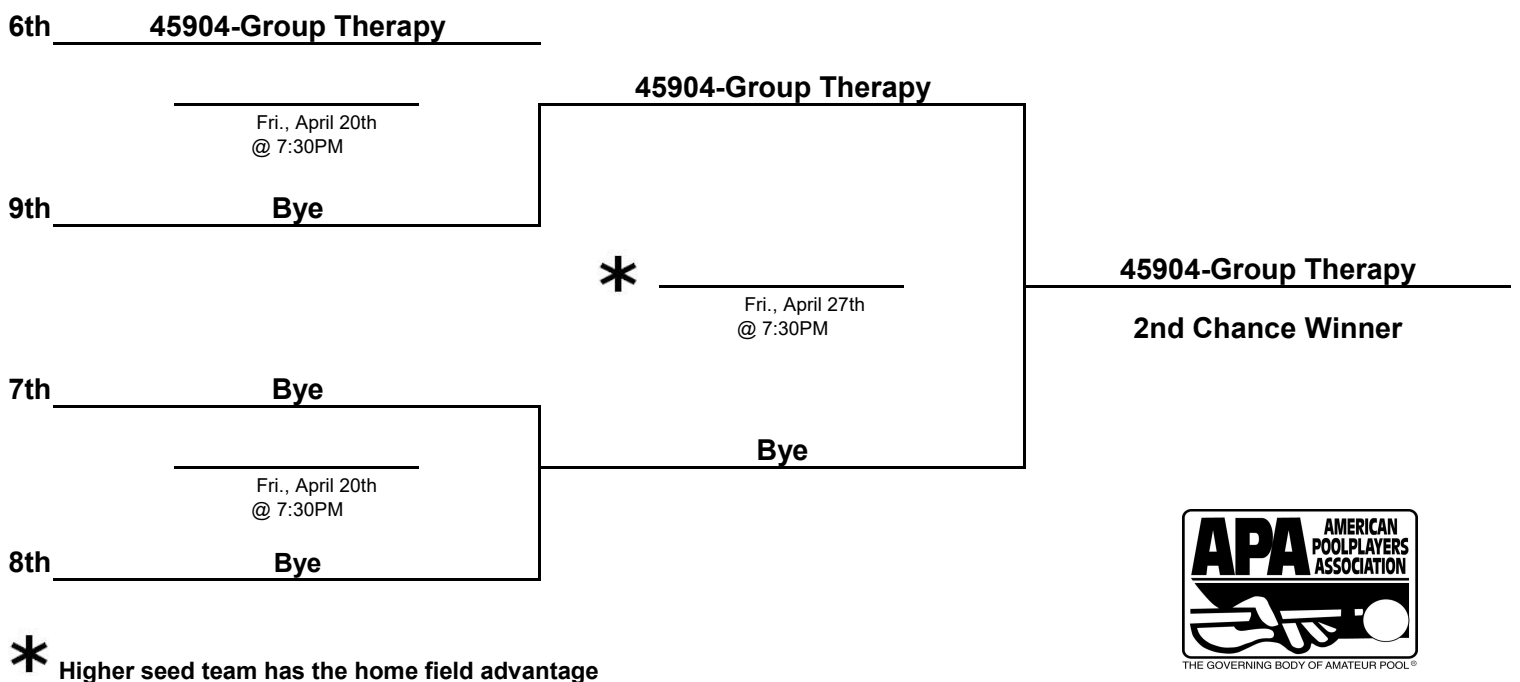 6th 45904-Group Therapy
45904-Group Therapy
Fri., April 20th
@ 7:30PM
9th Bye
* 45904-Group Therapy
Fri., April 27th
@ 7:30PM
2nd Chance Winner
7th Bye
Bye
Fri., April 20th
@ 7:30PM
8th Bye
APA AMERICAN
POOLPLAYERS
ASSOCIATION
THE GOVERNING BODY OF AMATEUR POOL®
* Higher seed team has the home field advantage